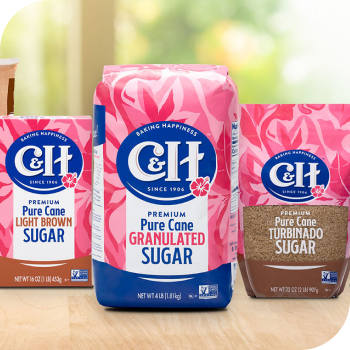 BAKING HAPPINESS
C&H
SINCE 1906
PREMIUM
Pure Cane
LIGHT BROWN
SUGAR
NET WT 16 OZ (1 LB) 453g
BAKING HAPPINESS
C&H
SINCE 1906
PREMIUM
Pure Cane
GRANULATED
SUGAR
NET WT 4 LB (1.81kg)
C&H
SINCE 1906
PREMIUM
Pure Cane
TURBINADO
SUGAR
NET WT 32 OZ (2 LB) 907g